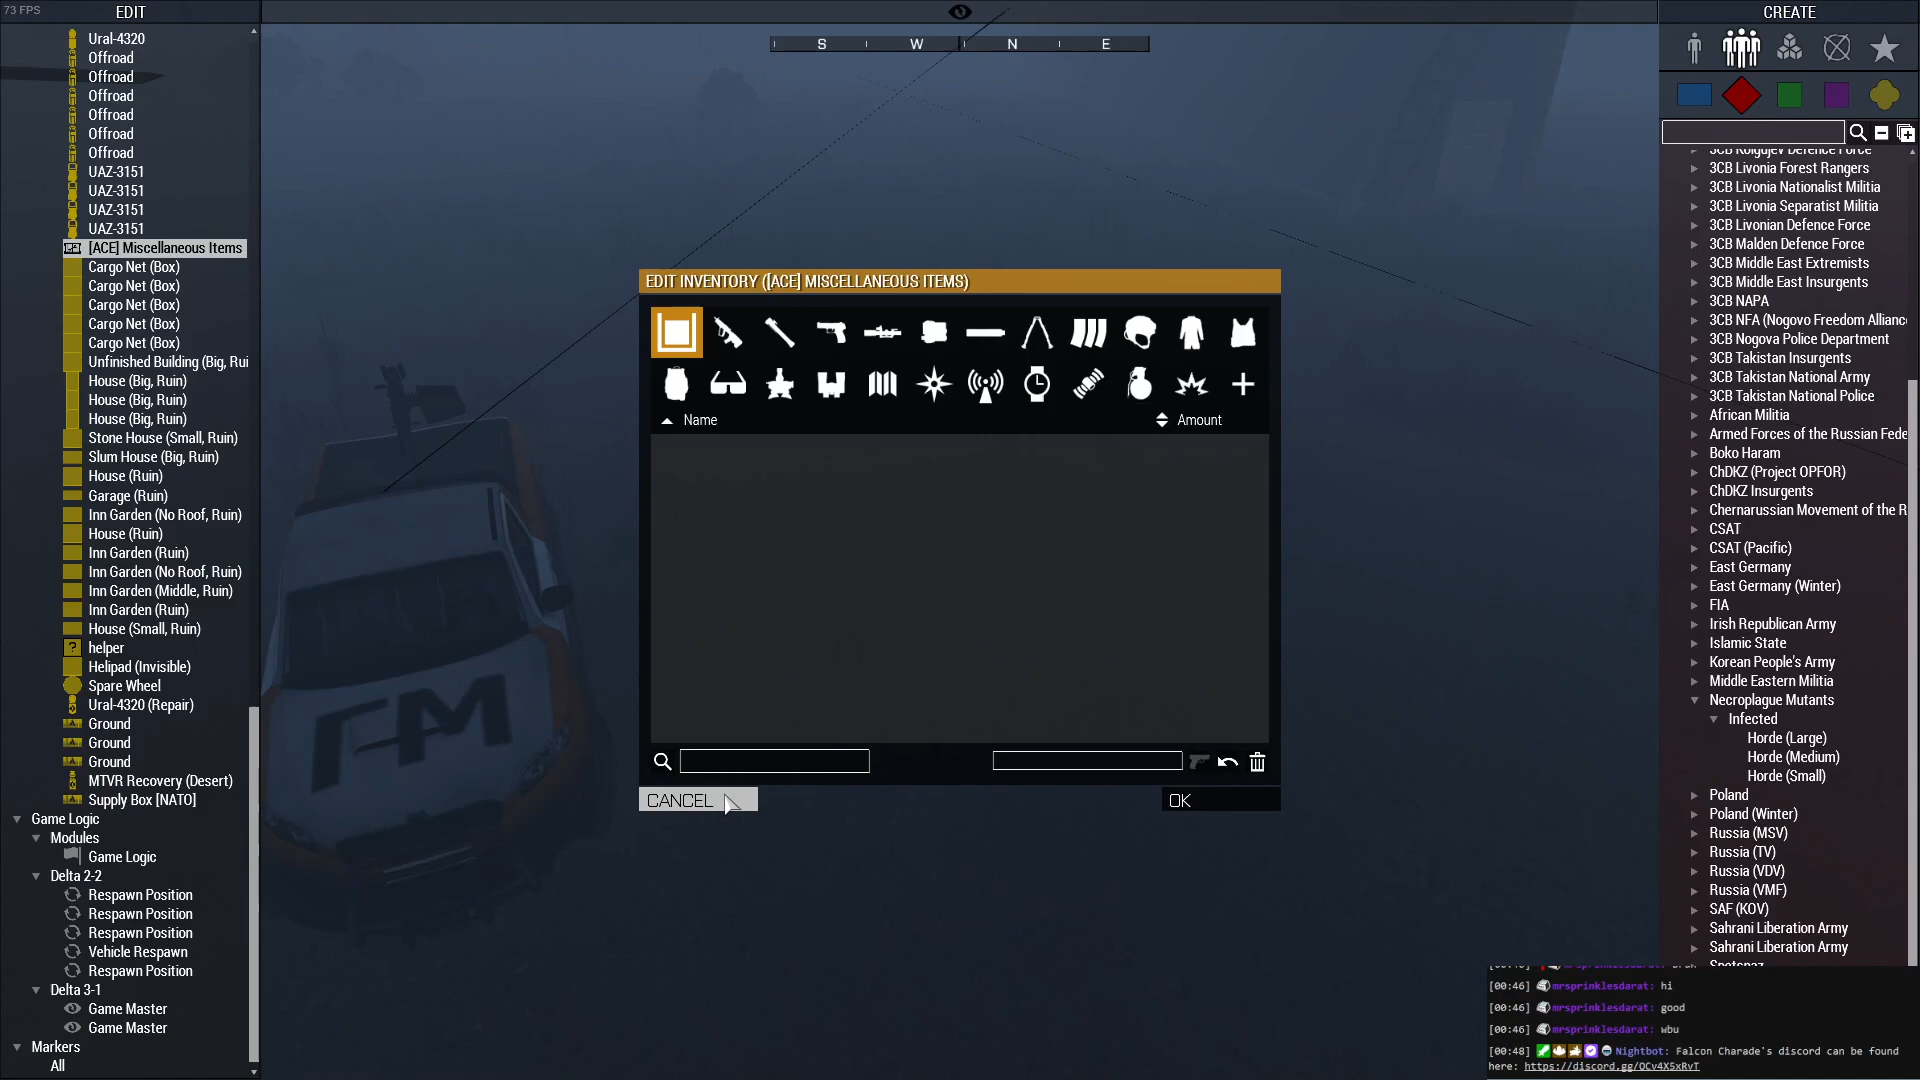 73 FPS
EDIT
Ural-4320
Offroad
Offroad
Offroad
Offroad
Offroad
Offroad
UAZ-3151
UAZ-3151
UAZ-3151
UAZ-3151
[ACE] Miscellaneous Items
Cargo Net (Box)
Cargo Net (Box)
Cargo Net (Box)
Cargo Net (Box)
Cargo Net (Box)
Unfinished Building (Big, Rui
House (Big, Ruin)
House (Big, Ruin)
House (Big, Ruin)
Stone House (Small, Ruin)
Slum House (Big, Ruin)
House (Ruin)
Garage (Ruin)
Inn Garden (No Roof, Ruin)
House (Ruin)
Inn Garden (Ruin)
Inn Garden (No Roof, Ruin)
Inn Garden (Middle, Ruin)
Inn Garden (Ruin)
House (Small, Ruin)
helper
Helipad (Invisible)
Spare Wheel
Ural-4320 (Repair)
Ground
Ground
Ground
MTVR Recovery (Desert)
Supply Box [NATO]
Game Logic
Modules
Game Logic
Delta 2-2
Respawn Position
Respawn Position
Respawn Position
Vehicle Respawn
Respawn Position
Delta 3-1
Game Master
Game Master
Markers
All
S W N E
EDIT INVENTORY ([ACE] MISCELLANEOUS ITEMS)
Name Amount
CANCEL OK
CREATE
3CB Kolgujev Defence Force
3CB Livonia Forest Rangers
3CB Livonia Nationalist Militia
3CB Livonia Separatist Militia
3CB Livonian Defence Force
3CB Malden Defence Force
3CB Middle East Extremists
3CB Middle East Insurgents
3CB NAPA
3CB NFA (Nogovo Freedom Alliance
3CB Nogova Police Department
3CB Takistan Insurgents
3CB Takistan National Army
3CB Takistan National Police
African Militia
Armed Forces of the Russian Fede
Boko Haram
ChDKZ (Project OPFOR)
ChDKZ Insurgents
Chernarussian Movement of the R
CSAT
CSAT (Pacific)
East Germany
East Germany (Winter)
FIA
Irish Republican Army
Islamic State
Korean People's Army
Middle Eastern Militia
Necroplague Mutants
Infected
Horde (Large)
Horde (Medium)
Horde (Small)
Poland
Poland (Winter)
Russia (MSV)
Russia (TV)
Russia (VDV)
Russia (VMF)
SAF (KOV)
Sahrani Liberation Army
Sahrani Liberation Army
Spetsnaz
[00:46] mrsprinklesdarat: bruh
[00:46] mrsprinklesdarat: hi
[00:46] mrsprinklesdarat: good
[00:46] mrsprinklesdarat: wbu
[00:48] Nightbot: Falcon Charade's discord can be found
here: https://discord.gg/QCv4X5xRvT